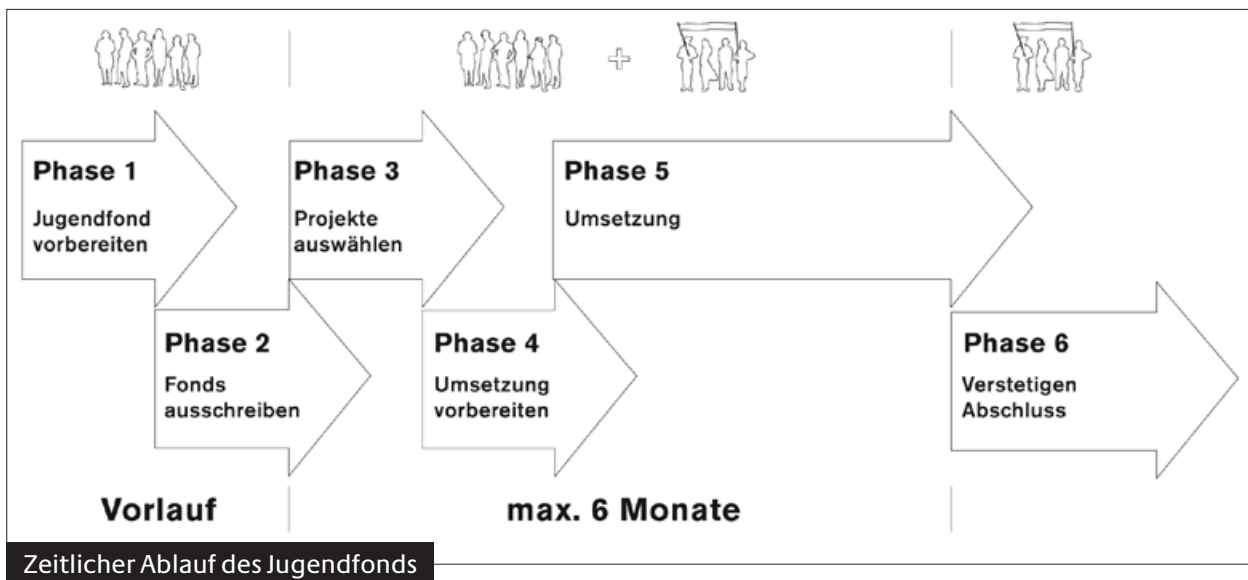 +
Phase 1
Jugendfond
vorbereiten
Phase 3
Projekte
auswählen
Phase 5
Umsetzung
Phase 2
Fonds
ausschreiben
Phase 4
Umsetzung
vorbereiten
Phase 6
Verstetigen
Abschluss
Vorlauf
max. 6 Monate
Zeitlicher Ablauf des Jugendfonds